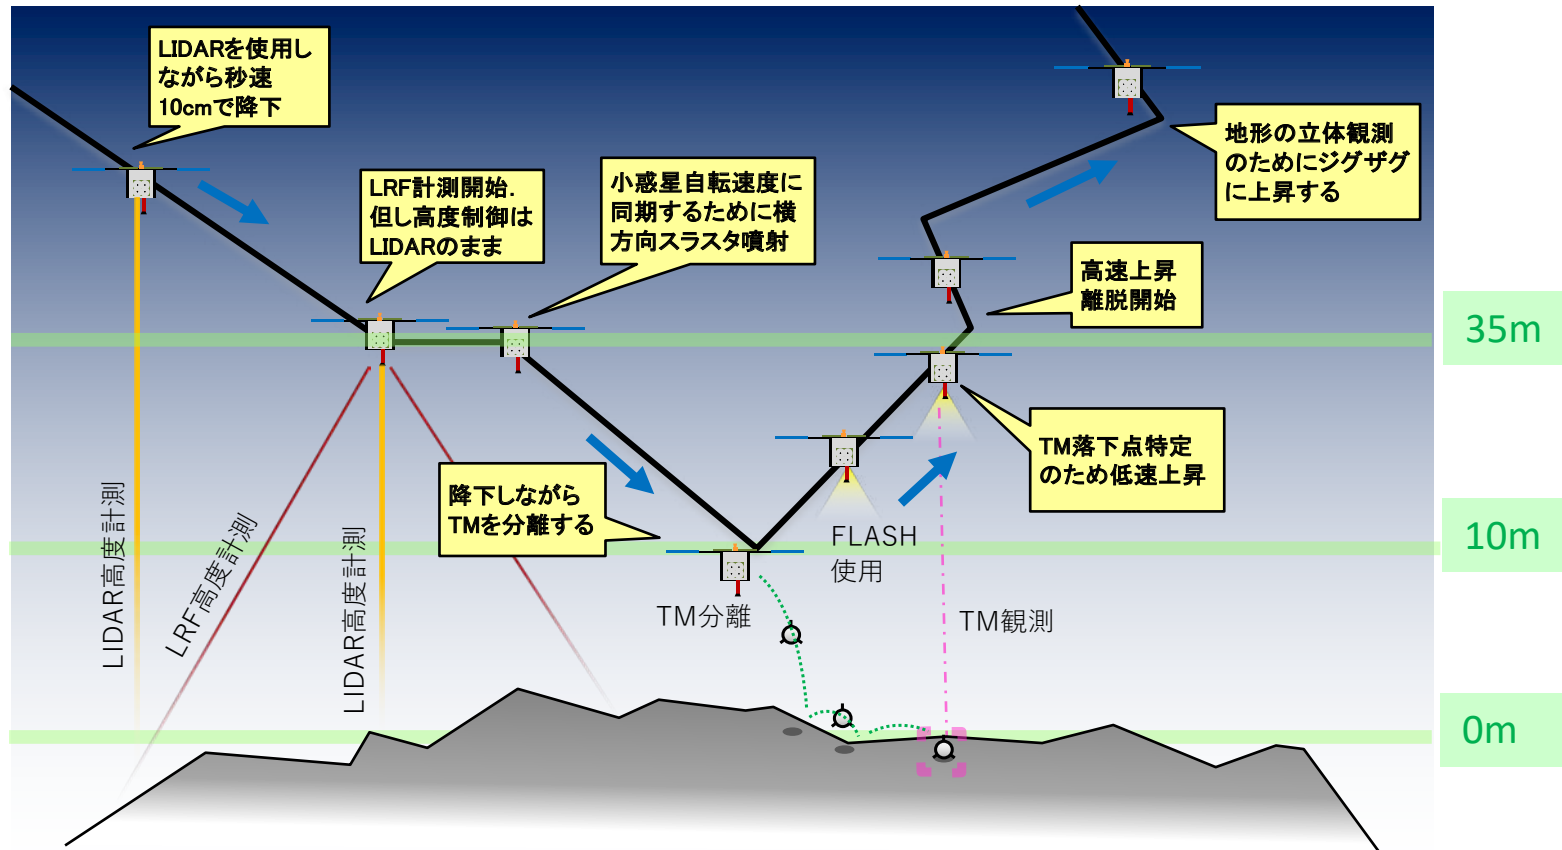 LIDARを使用し
ながら秒速
10cmで降下
LRF計測開始.
但し高度制御は
LIDARのまま
小惑星自転速度に
同期するために横
方向スラスタ噴射
地形の立体観測
のためにジグザグ
に上昇する
高速上昇
離脱開始
35m
TM落下点特定
のため低速上昇
降下しながら
TMを分離する
10m
FLASH
使用
LIDAR高度計測
LRF高度計測
LIDAR高度計測
TM分離
TM観測
0m